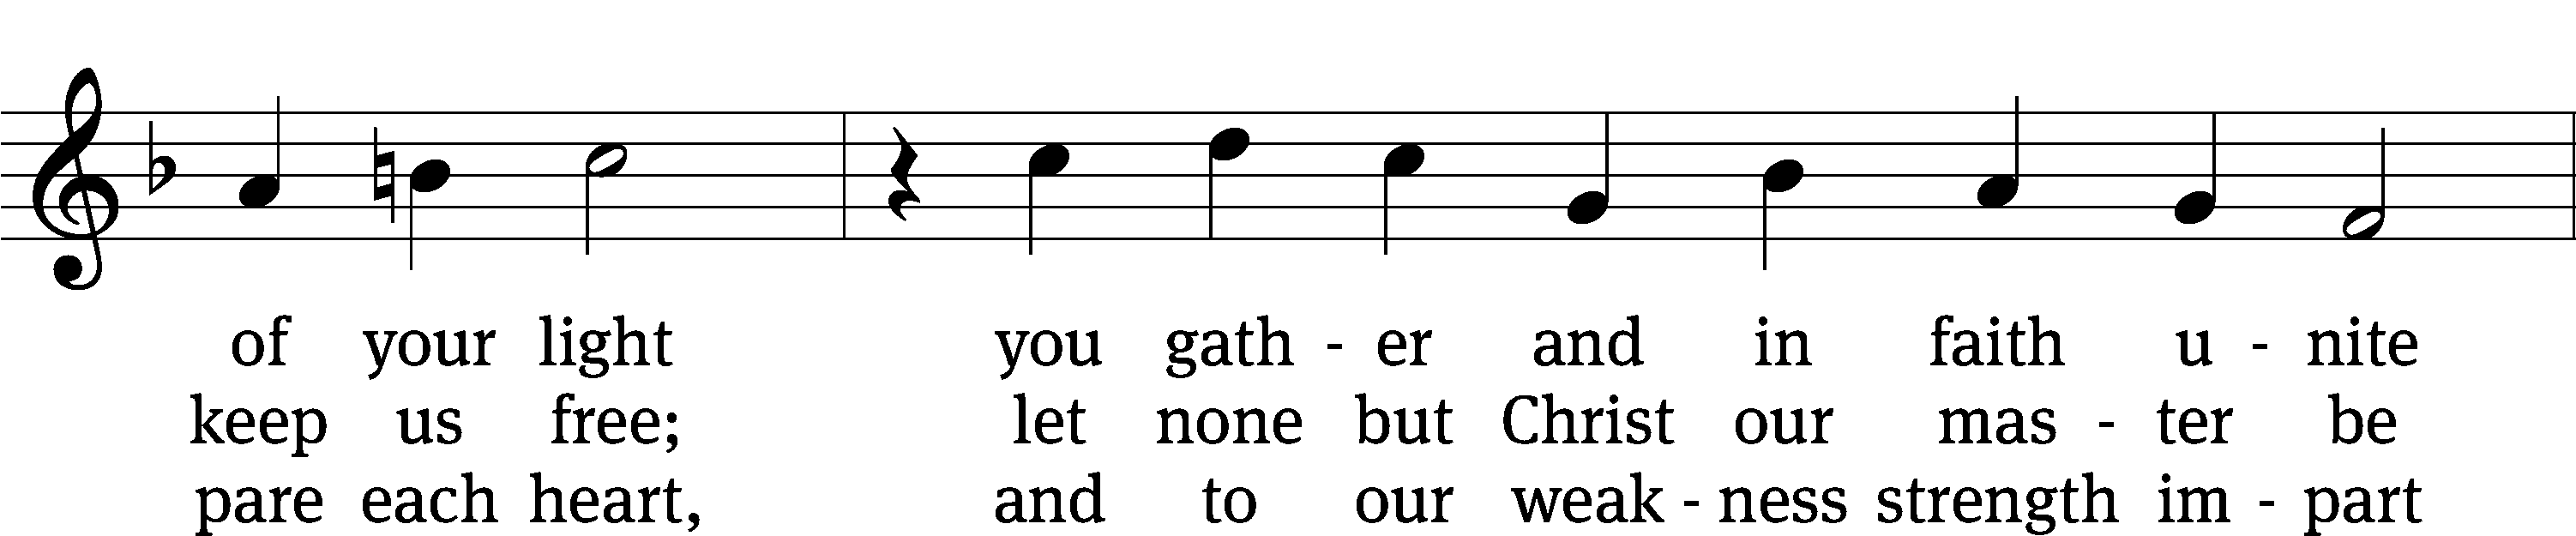 of your light you gath - er and in faith u - nite
keep us free; let none but Christ our mas - ter be
pare each heart, and to our weak - ness strength im - part